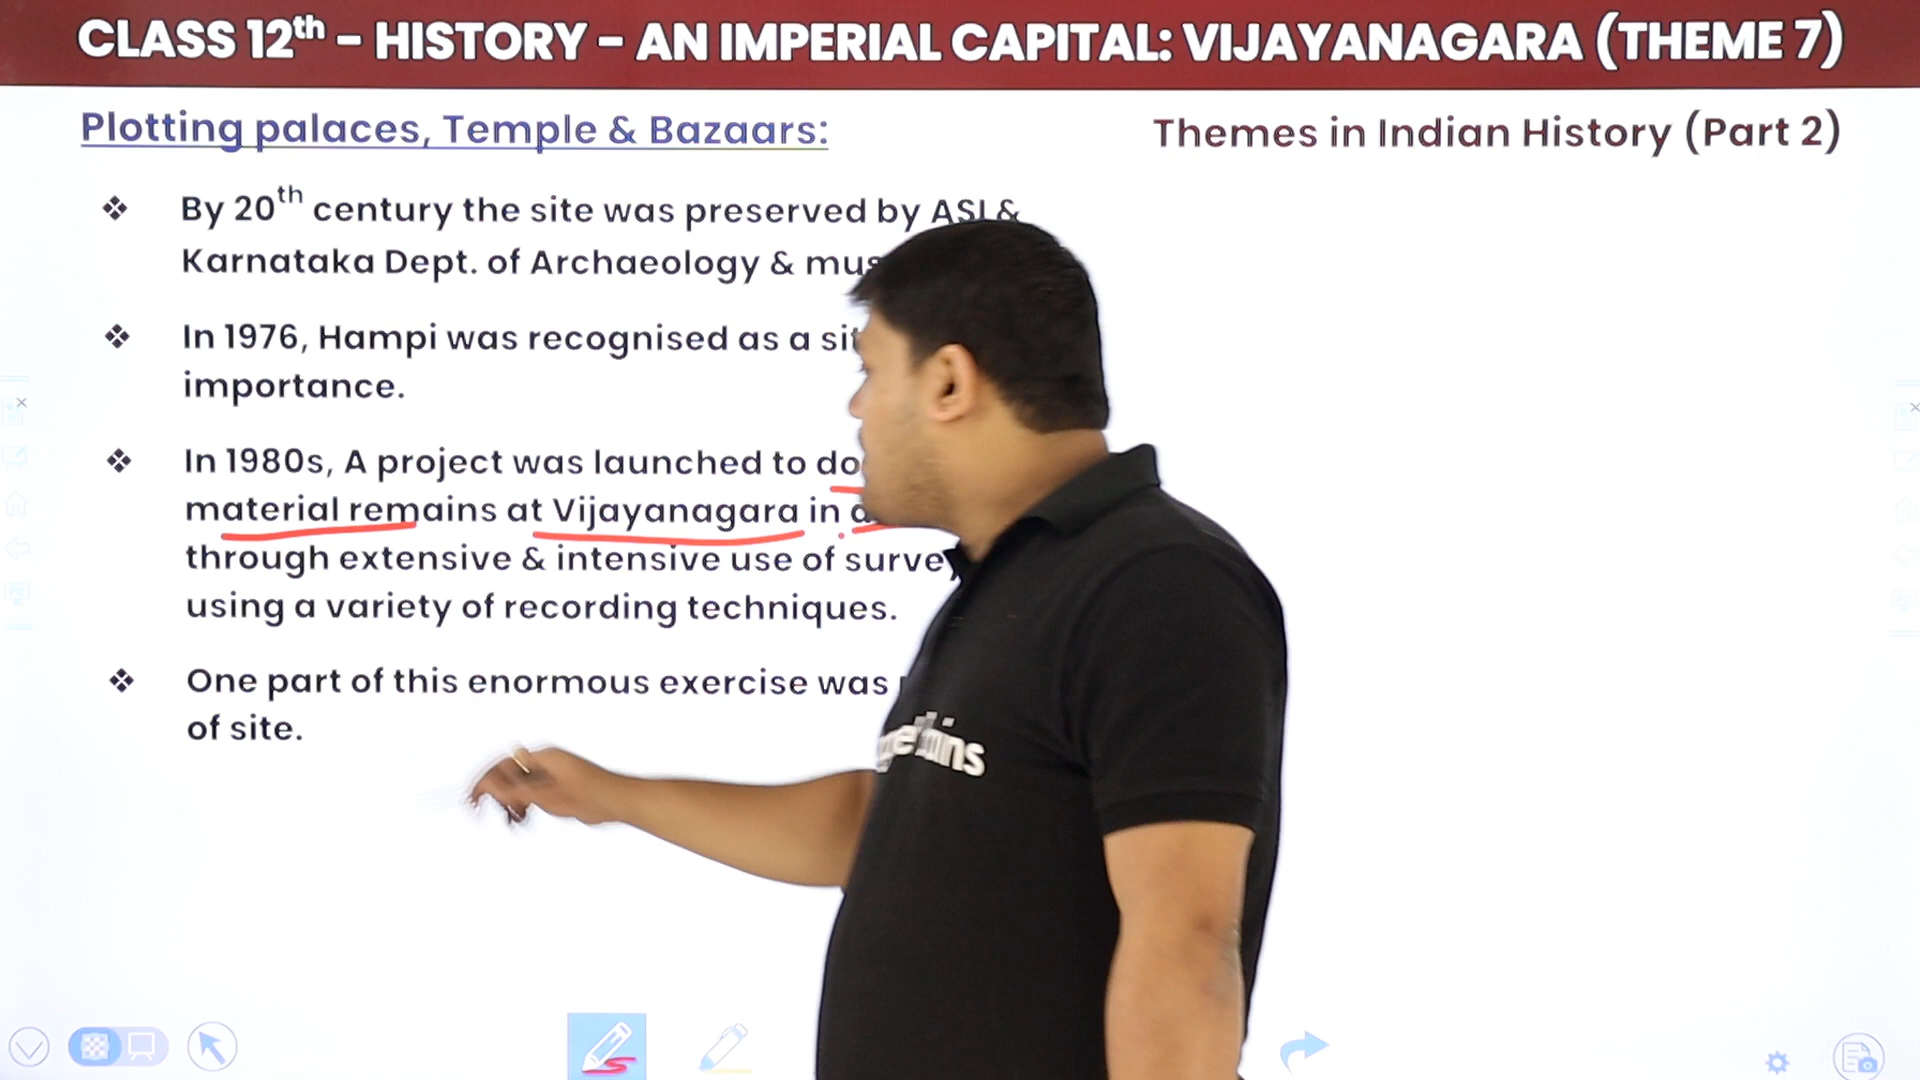 CLASS 12th – HISTORY – AN IMPERIAL CAPITAL: VIJAYANAGARA (THEME 7)
Plotting palaces, Temple & Bazaars:
Themes in Indian History (Part 2)
❖ By 20th century the site was preserved by ASI &
Karnataka Dept. of Archaeology &
❖ In 1976, Hampi was recognised as a
importance.
❖ In 1980s, A project was launched to
material remains at Vijayanagara in
through extensive & intensive use of
using a variety of recording techniques.
❖ One part of this enormous exercise was
of site.